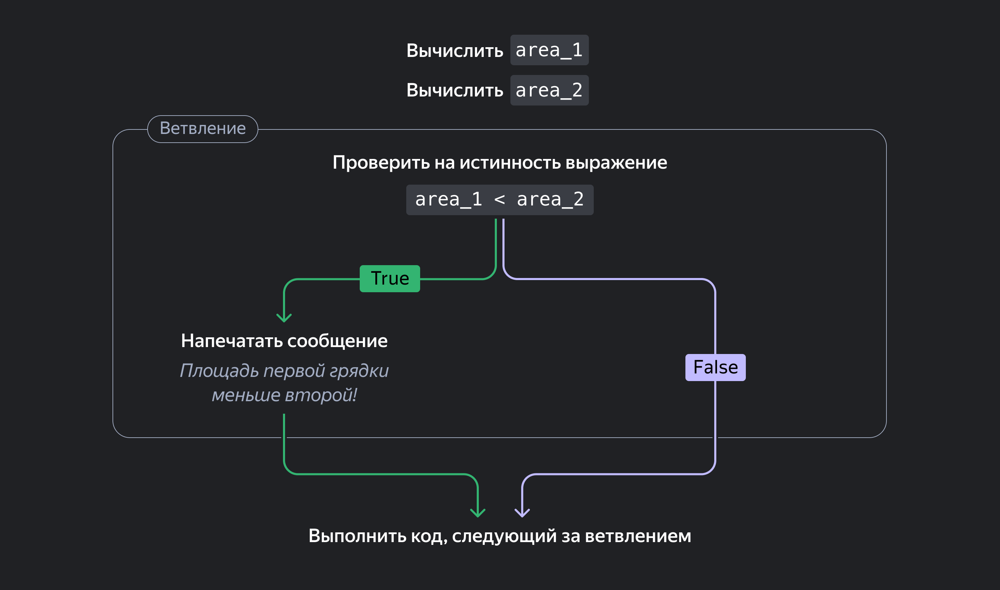 Вычислить area_1
Вычислить area_2
Ветвление
Проверить на истинность выражение
area_1 < area_2
True
Напечатать сообщение
Площадь первой грядки
меньше второй!
False
Выполнить код, следующий за ветвлением